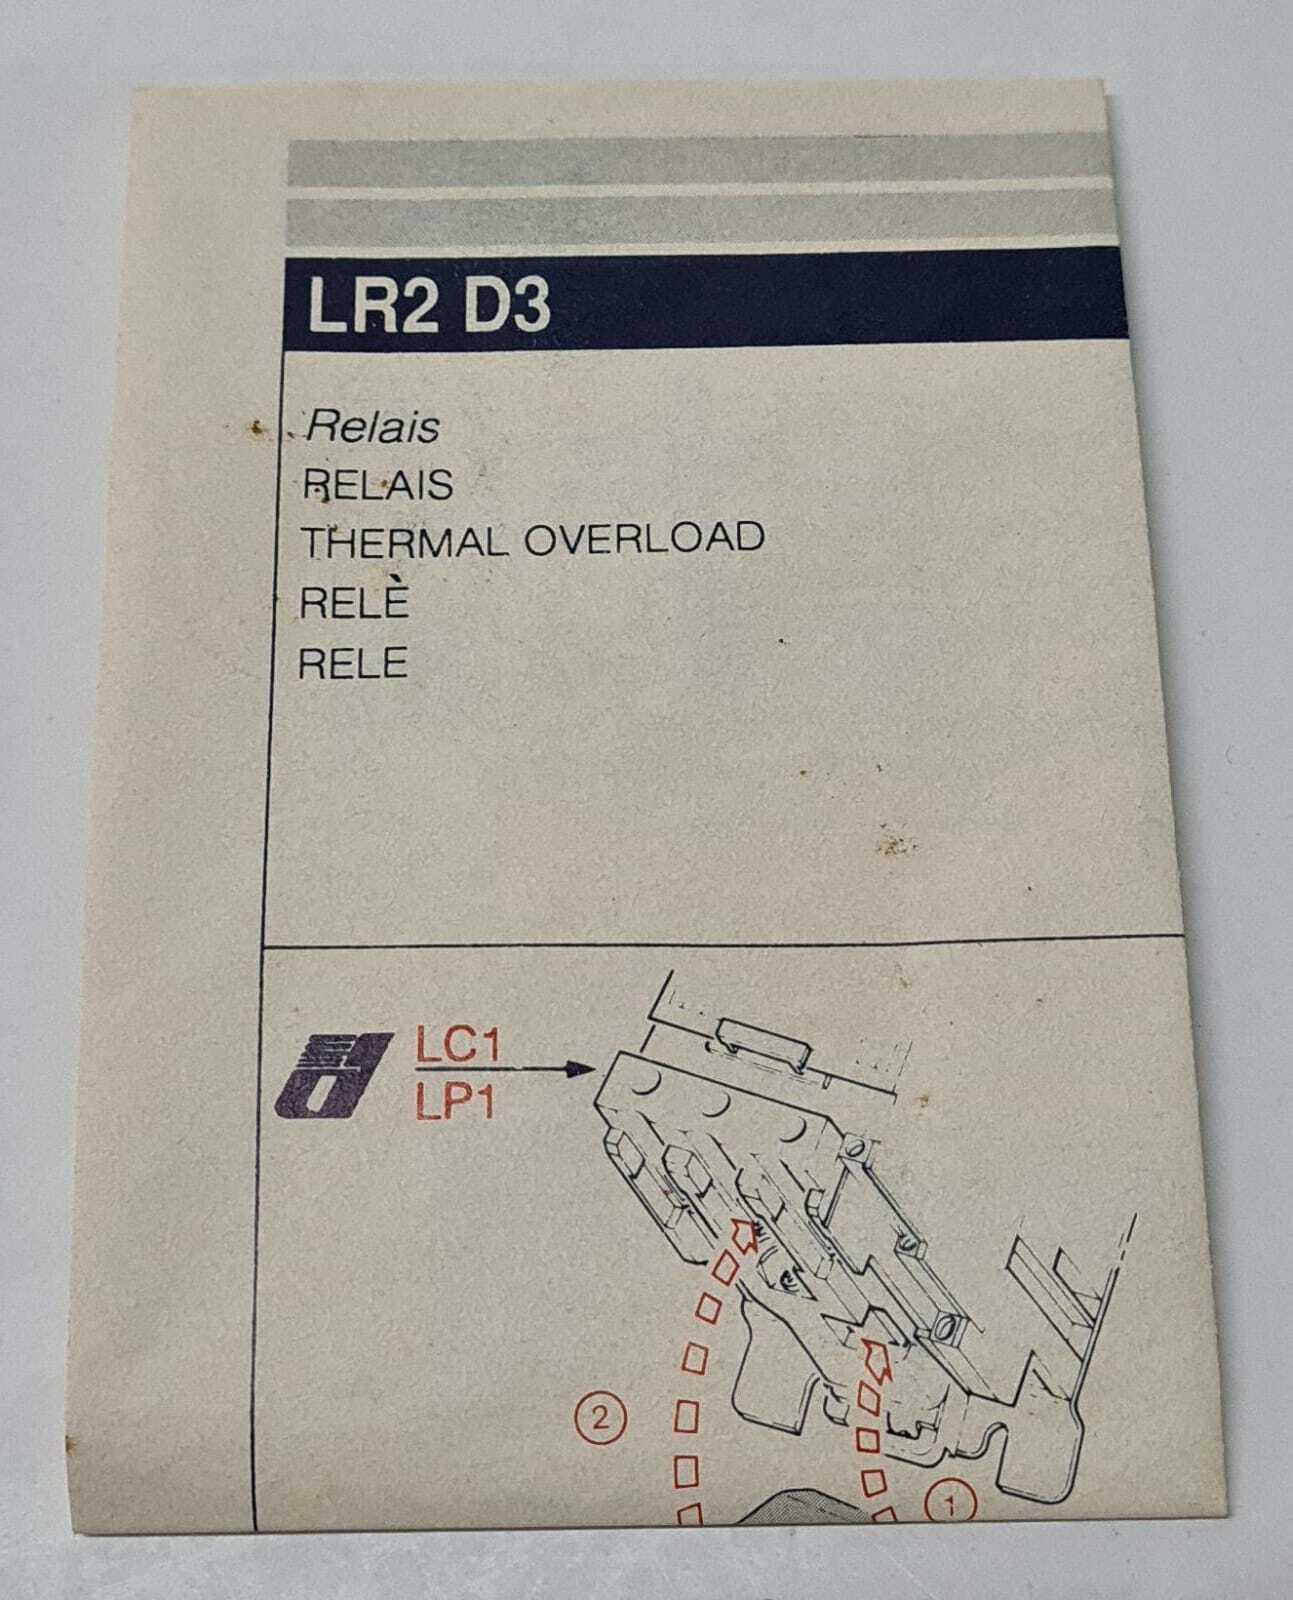 LR2 D3
Relais
RELAIS
THERMAL OVERLOAD
RELÈ
RELE
LC1
LP1
2
1